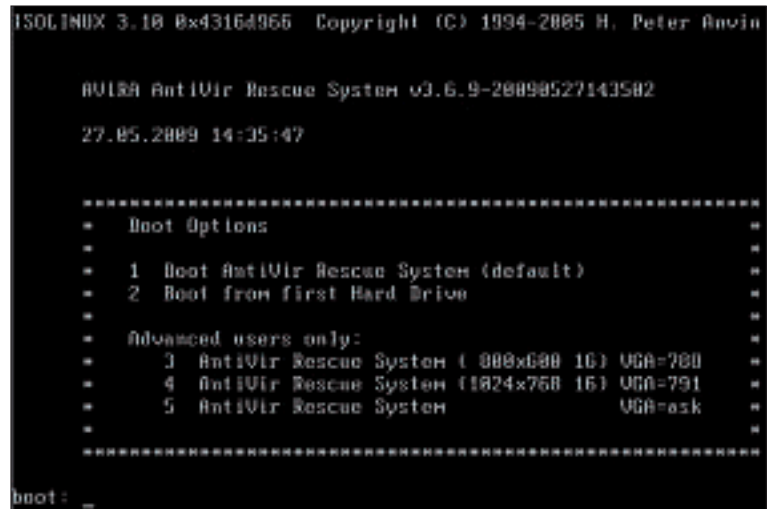 ISOLINUX 3.10 0x4316d966  Copyright (C) 1994-2005 H. Peter Anvin
AVIRA AntiVir Rescue System v3.6.9-20090527143502
27.05.2009 14:35:47
Boot Options
1  Boot AntiVir Rescue System (default)
2  Boot from first Hard Drive
Advanced users only:
3  AntiVir Rescue System ( 800x600 16) VGA=788
4  AntiVir Rescue System (1024x768 16) VGA=791
5  AntiVir Rescue System VGA=ask
boot: _